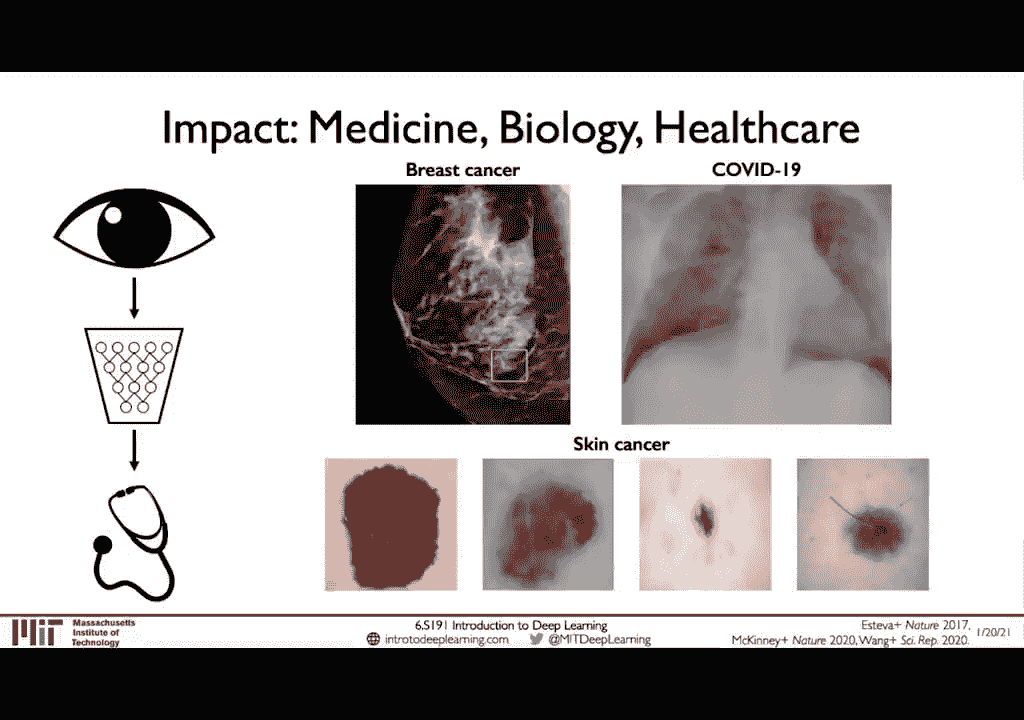 Impact: Medicine, Biology, Healthcare
Breast cancer
COVID-19
Skin cancer
MIT
Massachusetts
Institute of
Technology
6.S191 Introduction to Deep Learning
introtodeeplearning.com @MITDeepLearning
Esteva+ Nature 2017,
McKinney+ Nature 2020, Wang+ Sci. Rep. 2020.
1/20/21